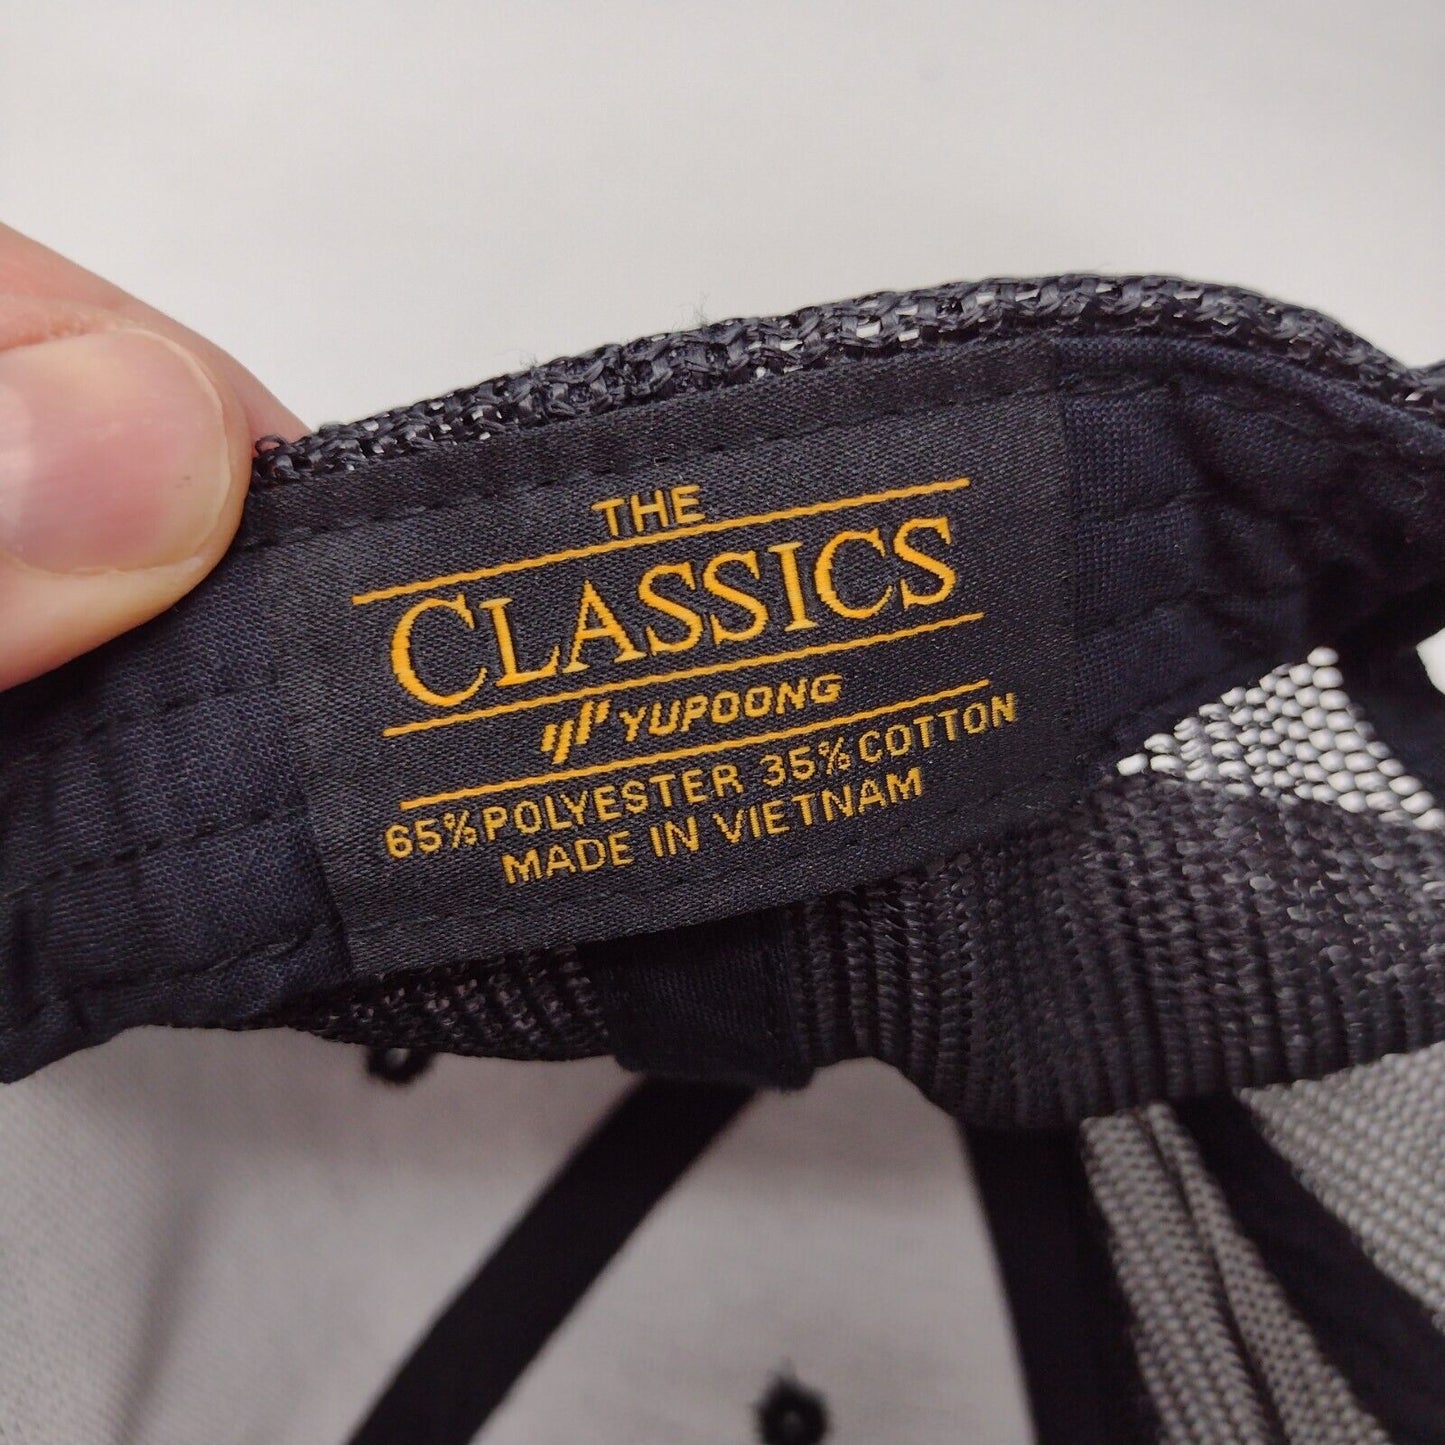 THE
CLASSICS
YUPOONG
65% POLYESTER 35% COTTON
MADE IN VIETNAM